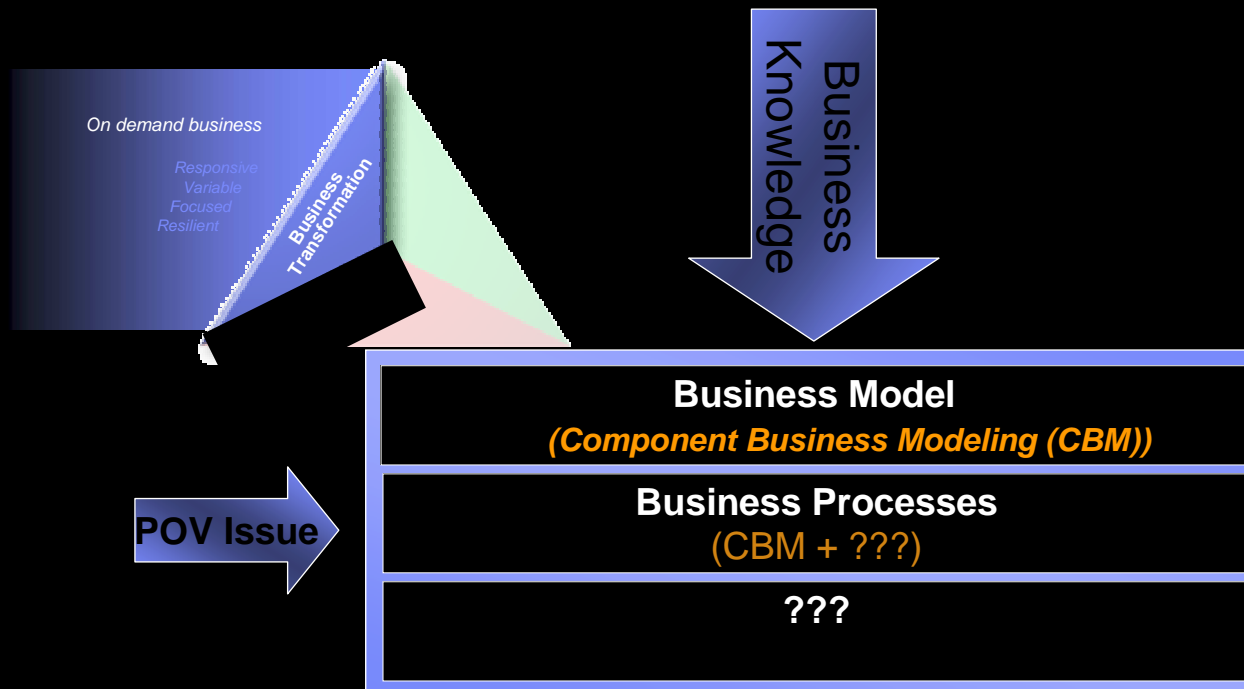 On demand business
Responsive
Variable
Focused
Resilient
Business
Transformation
Business
Knowledge
POV Issue
Business Model
(Component Business Modeling (CBM))
Business Processes
(CBM + ???)
???